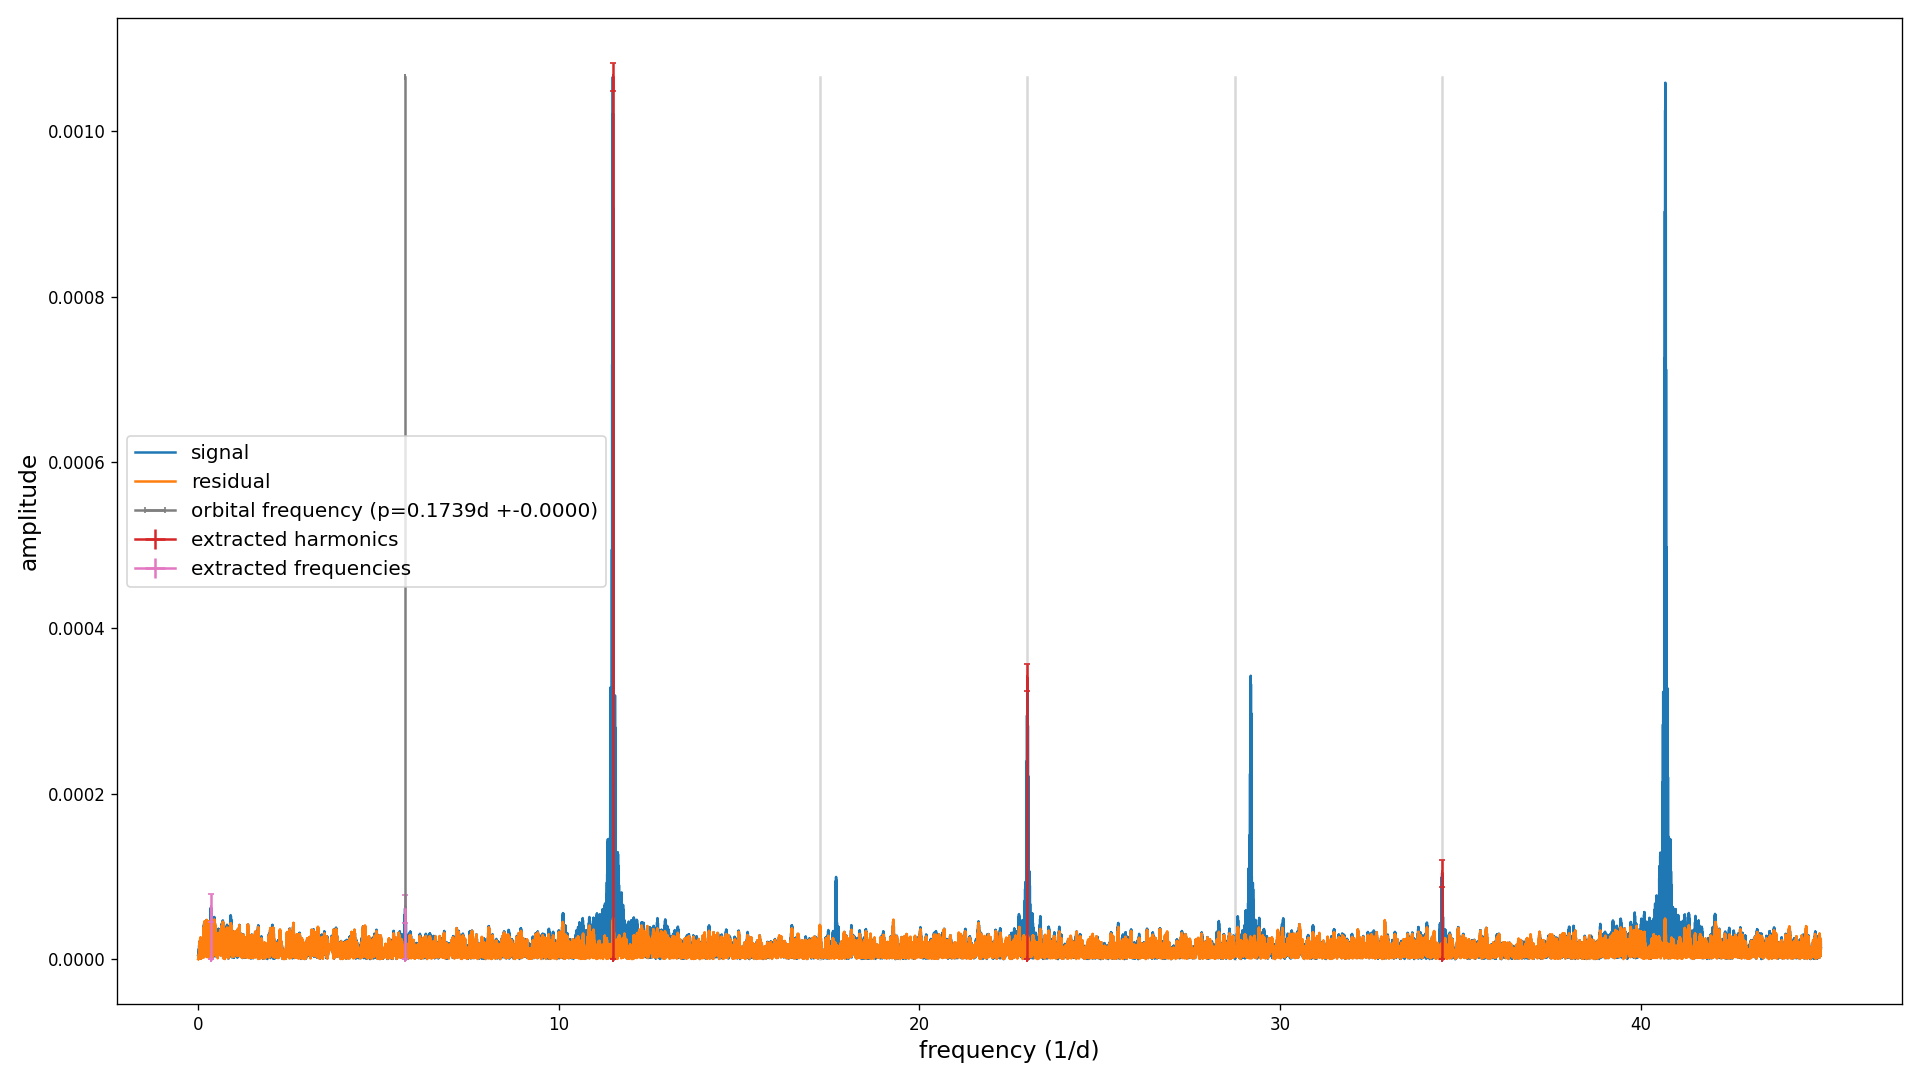 0.0010
0.0008
0.0006
0.0004
0.0002
0.0000
amplitude
signal
residual
orbital frequency (p=0.1739d +-0.0000)
extracted harmonics
extracted frequencies
0 10 20 30 40
frequency (1/d)